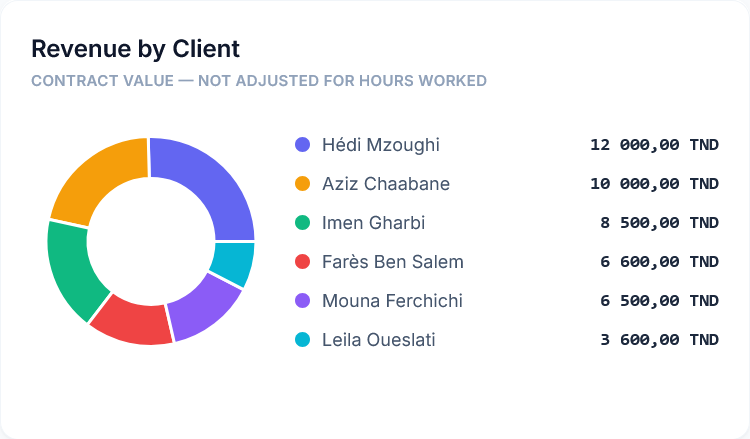 Revenue by Client
CONTRACT VALUE — NOT ADJUSTED FOR HOURS WORKED
Hédi Mzoughi 12 000,00 TND
Aziz Chaabane 10 000,00 TND
Imen Gharbi 8 500,00 TND
Farès Ben Salem 6 600,00 TND
Mouna Ferchichi 6 500,00 TND
Leila Oueslati 3 600,00 TND